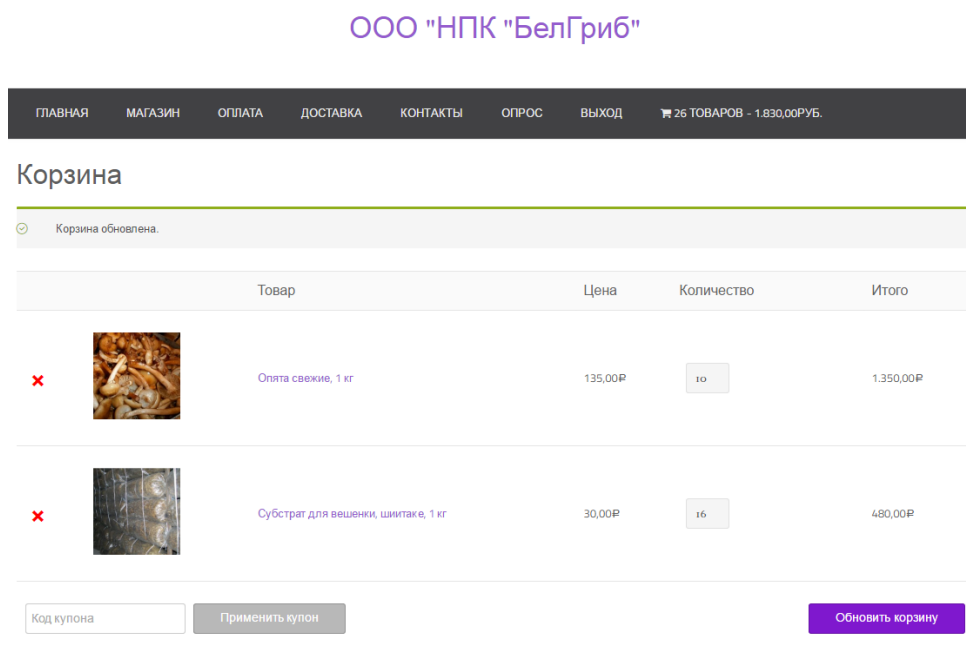 ООО "НПК "БелГриб"
ГЛАВНАЯ МАГАЗИН ОПЛАТА ДОСТАВКА КОНТАКТЫ ОПРОС ВЫХОД 26 ТОВАРОВ - 1.830,00РУБ.
Корзина
Корзина обновлена.
Товар Цена Количество Итого
Опята свежие, 1 кг 135,00₽ 10 1.350,00₽
Субстрат для вешенки, шиитаке, 1 кг 30,00₽ 16 480,00₽
Код купона Применить купон Обновить корзину